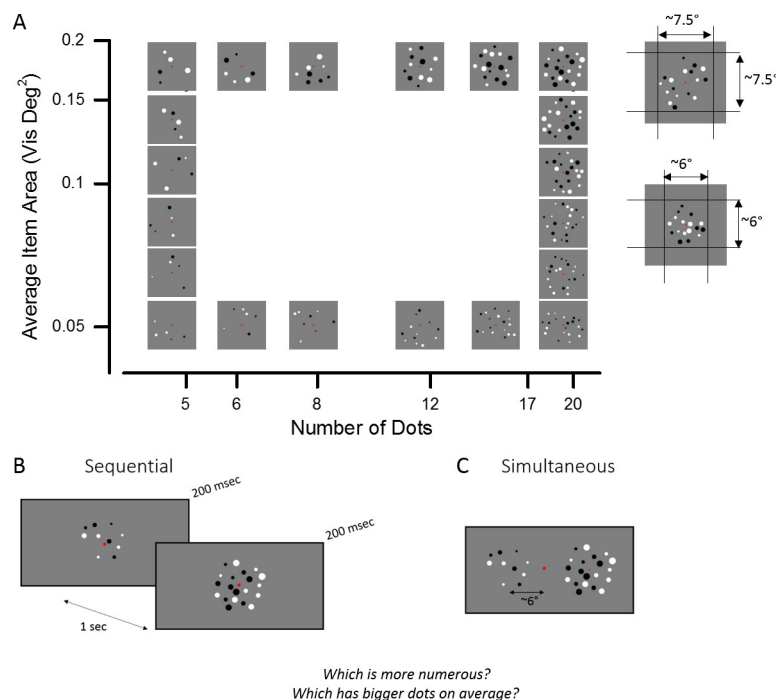 A
Average Item Area (Vis Deg²)
0.2
0.15
0.1
0.05
5 6 8 12 17 20
Number of Dots
~7.5°
~7.5°
~6°
~6°
B Sequential
200 msec
200 msec
1 sec
C Simultaneous
~6°
Which is more numerous?
Which has bigger dots on average?